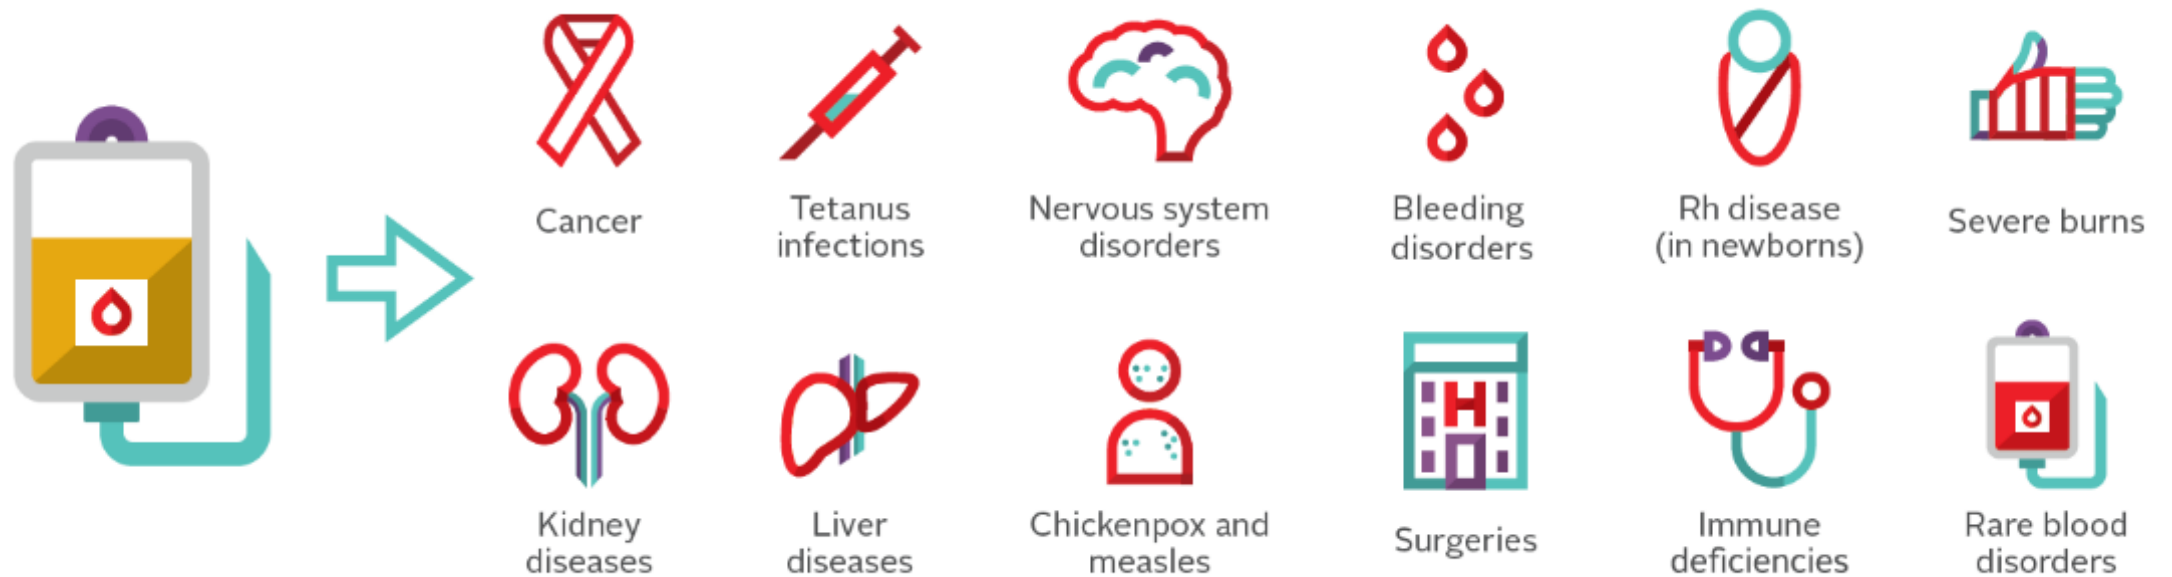 Cancer
Tetanus
infections
Nervous system
disorders
Bleeding
disorders
Rh disease
(in newborns)
Severe burns
Kidney
diseases
Liver
diseases
Chickenpox and
measles
H
Surgeries
Immune
deficiencies
Rare blood
disorders